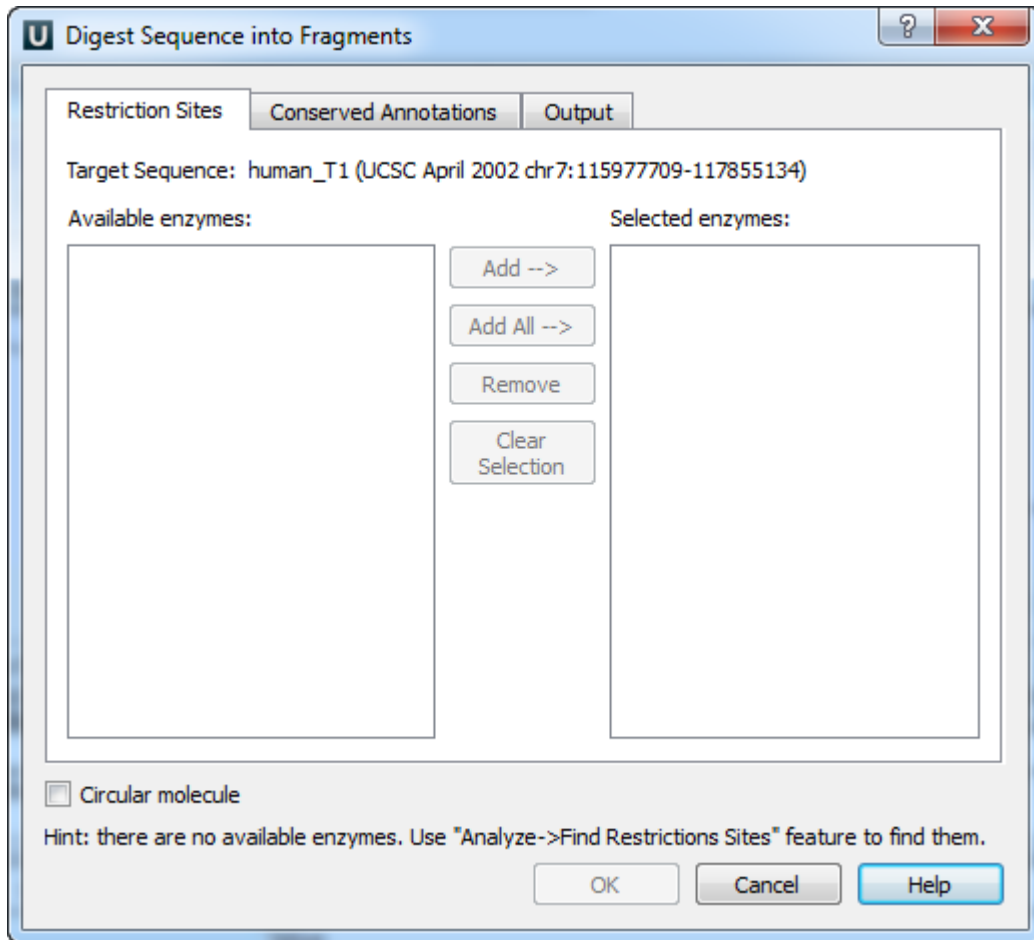 U Digest Sequence into Fragments ? X
Restriction Sites Conserved Annotations Output
Target Sequence: human_T1 (UCSC April 2002 chr7:115977709-117855134)
Available enzymes: Selected enzymes:
Add -->
Add All -->
Remove
Clear
Selection
Circular molecule
Hint: there are no available enzymes. Use "Analyze->Find Restrictions Sites" feature to find them.
OK Cancel Help